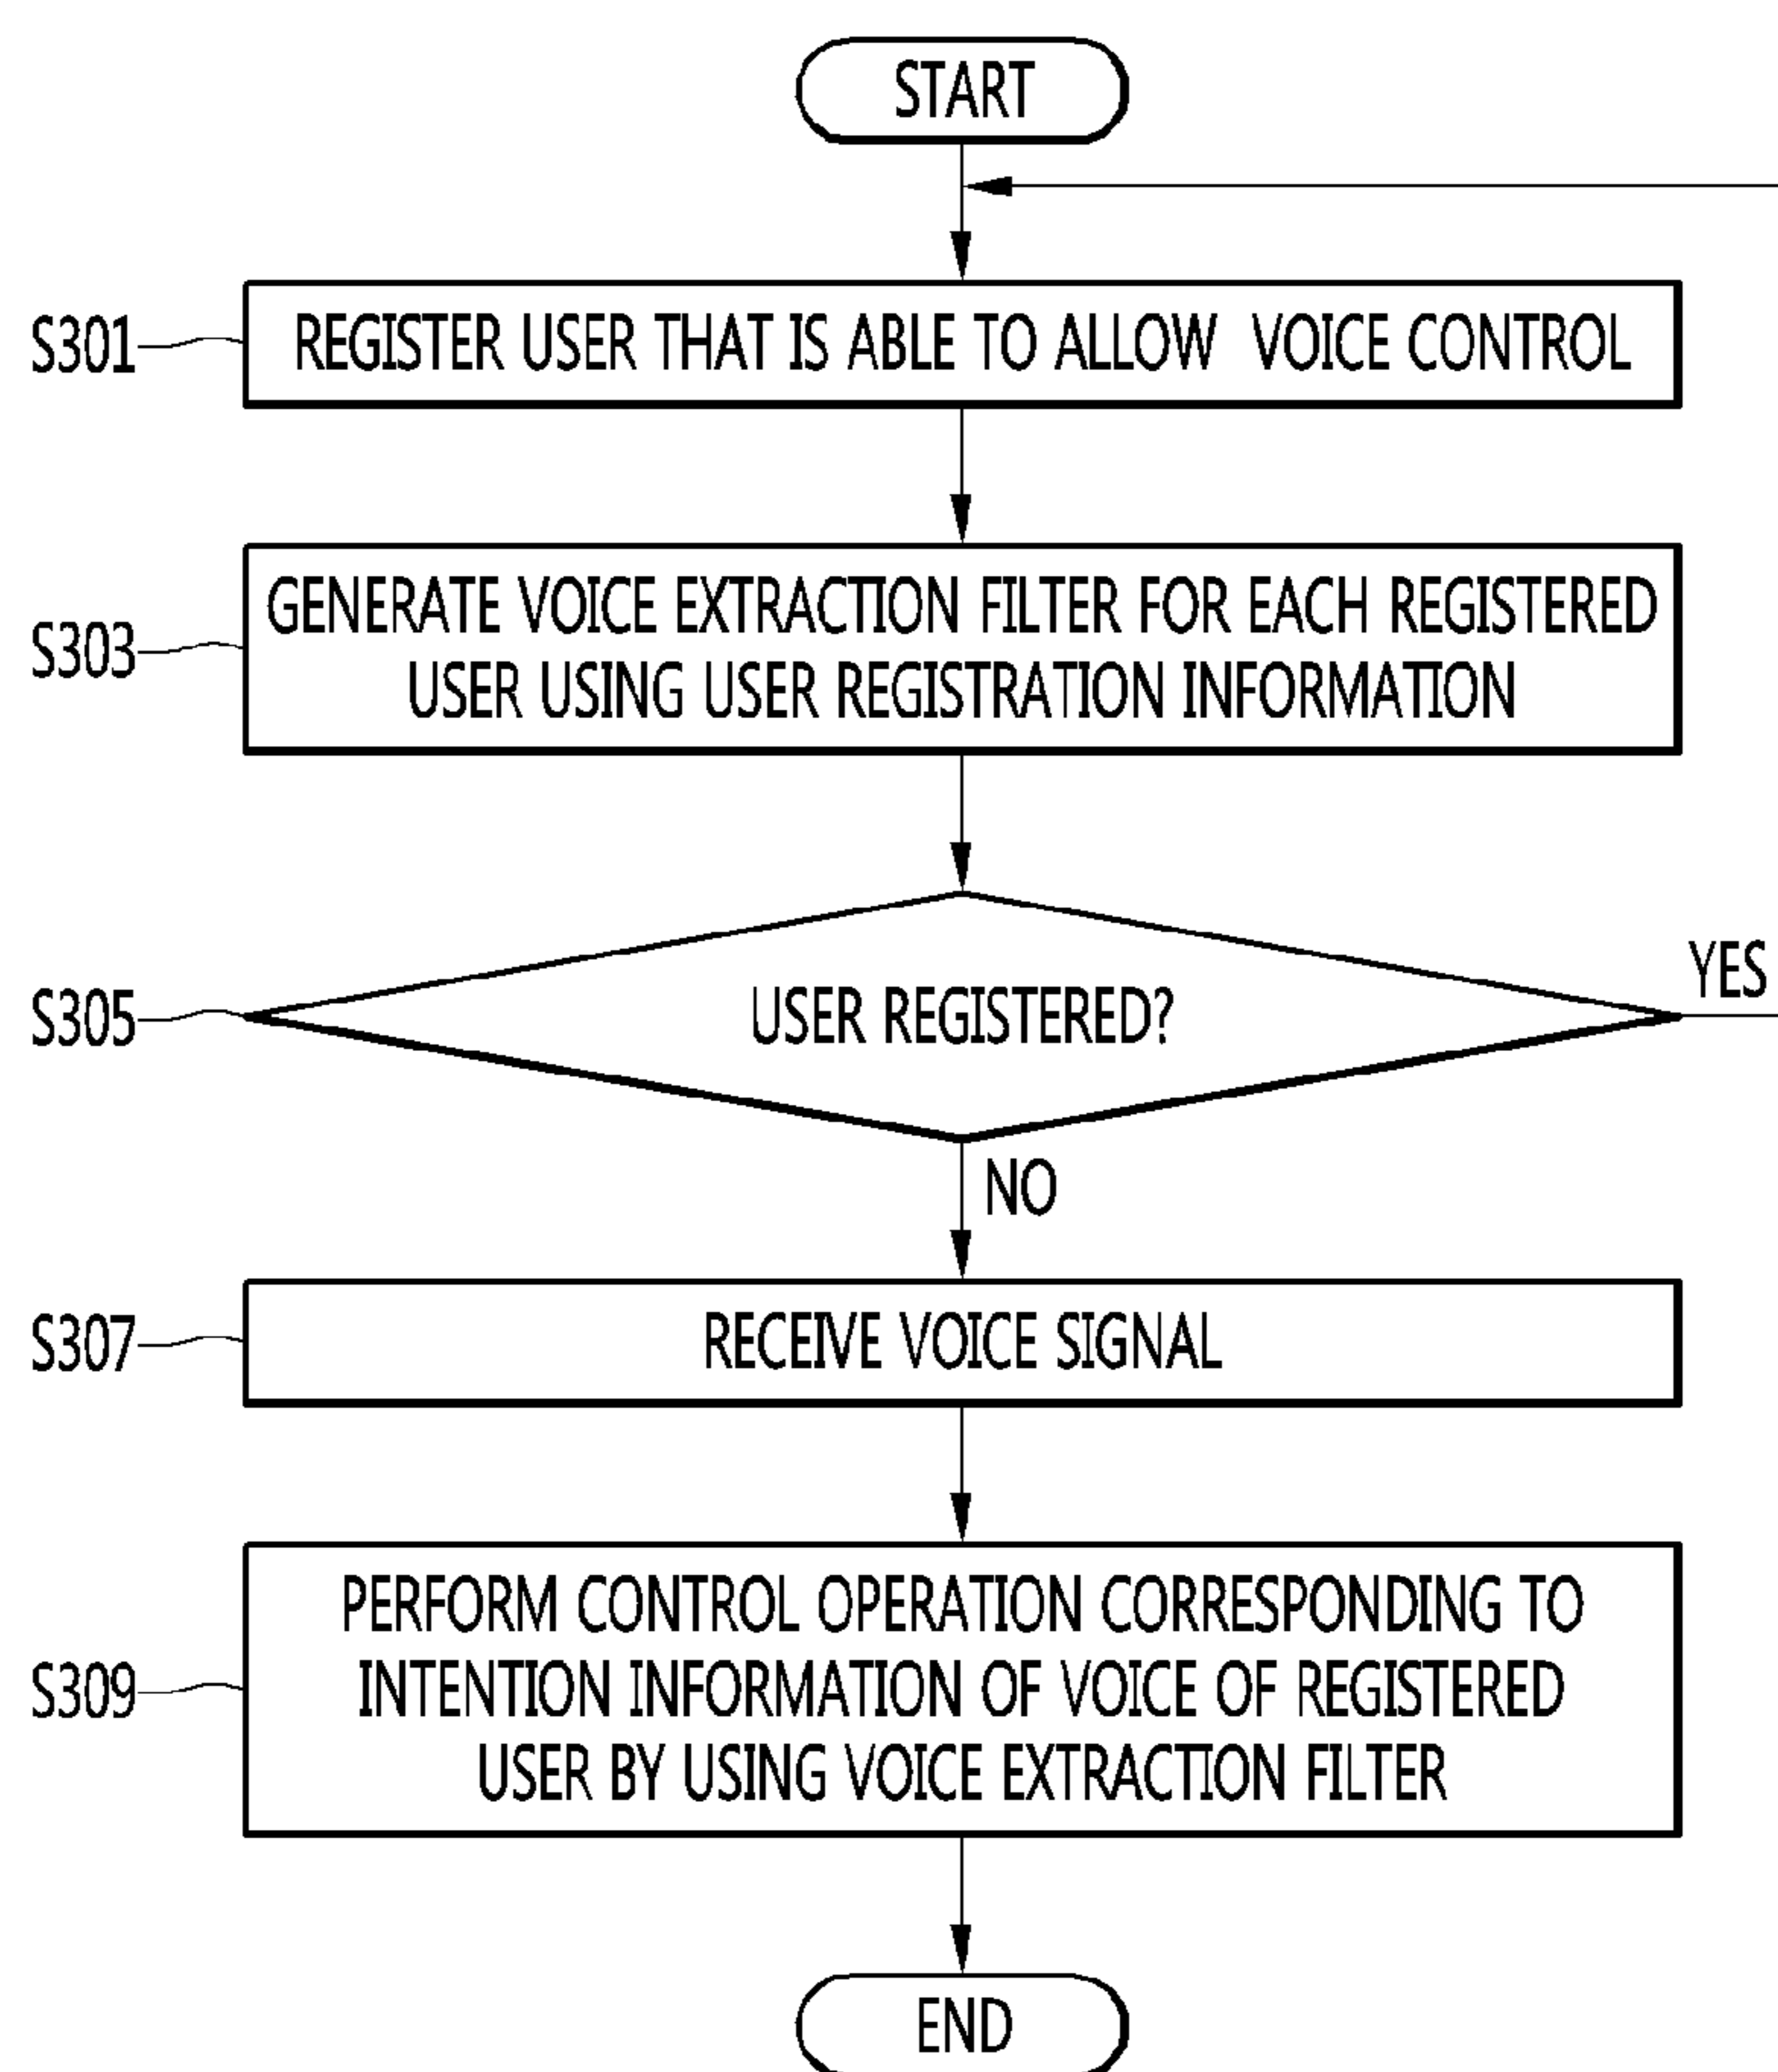 START
S301
REGISTER USER THAT IS ABLE TO ALLOW VOICE CONTROL
S303
GENERATE VOICE EXTRACTION FILTER FOR EACH REGISTERED
USER USING USER REGISTRATION INFORMATION
S305
USER REGISTERED?
YES
NO
S307
RECEIVE VOICE SIGNAL
S309
PERFORM CONTROL OPERATION CORRESPONDING TO
INTENTION INFORMATION OF VOICE OF REGISTERED
USER BY USING VOICE EXTRACTION FILTER
END